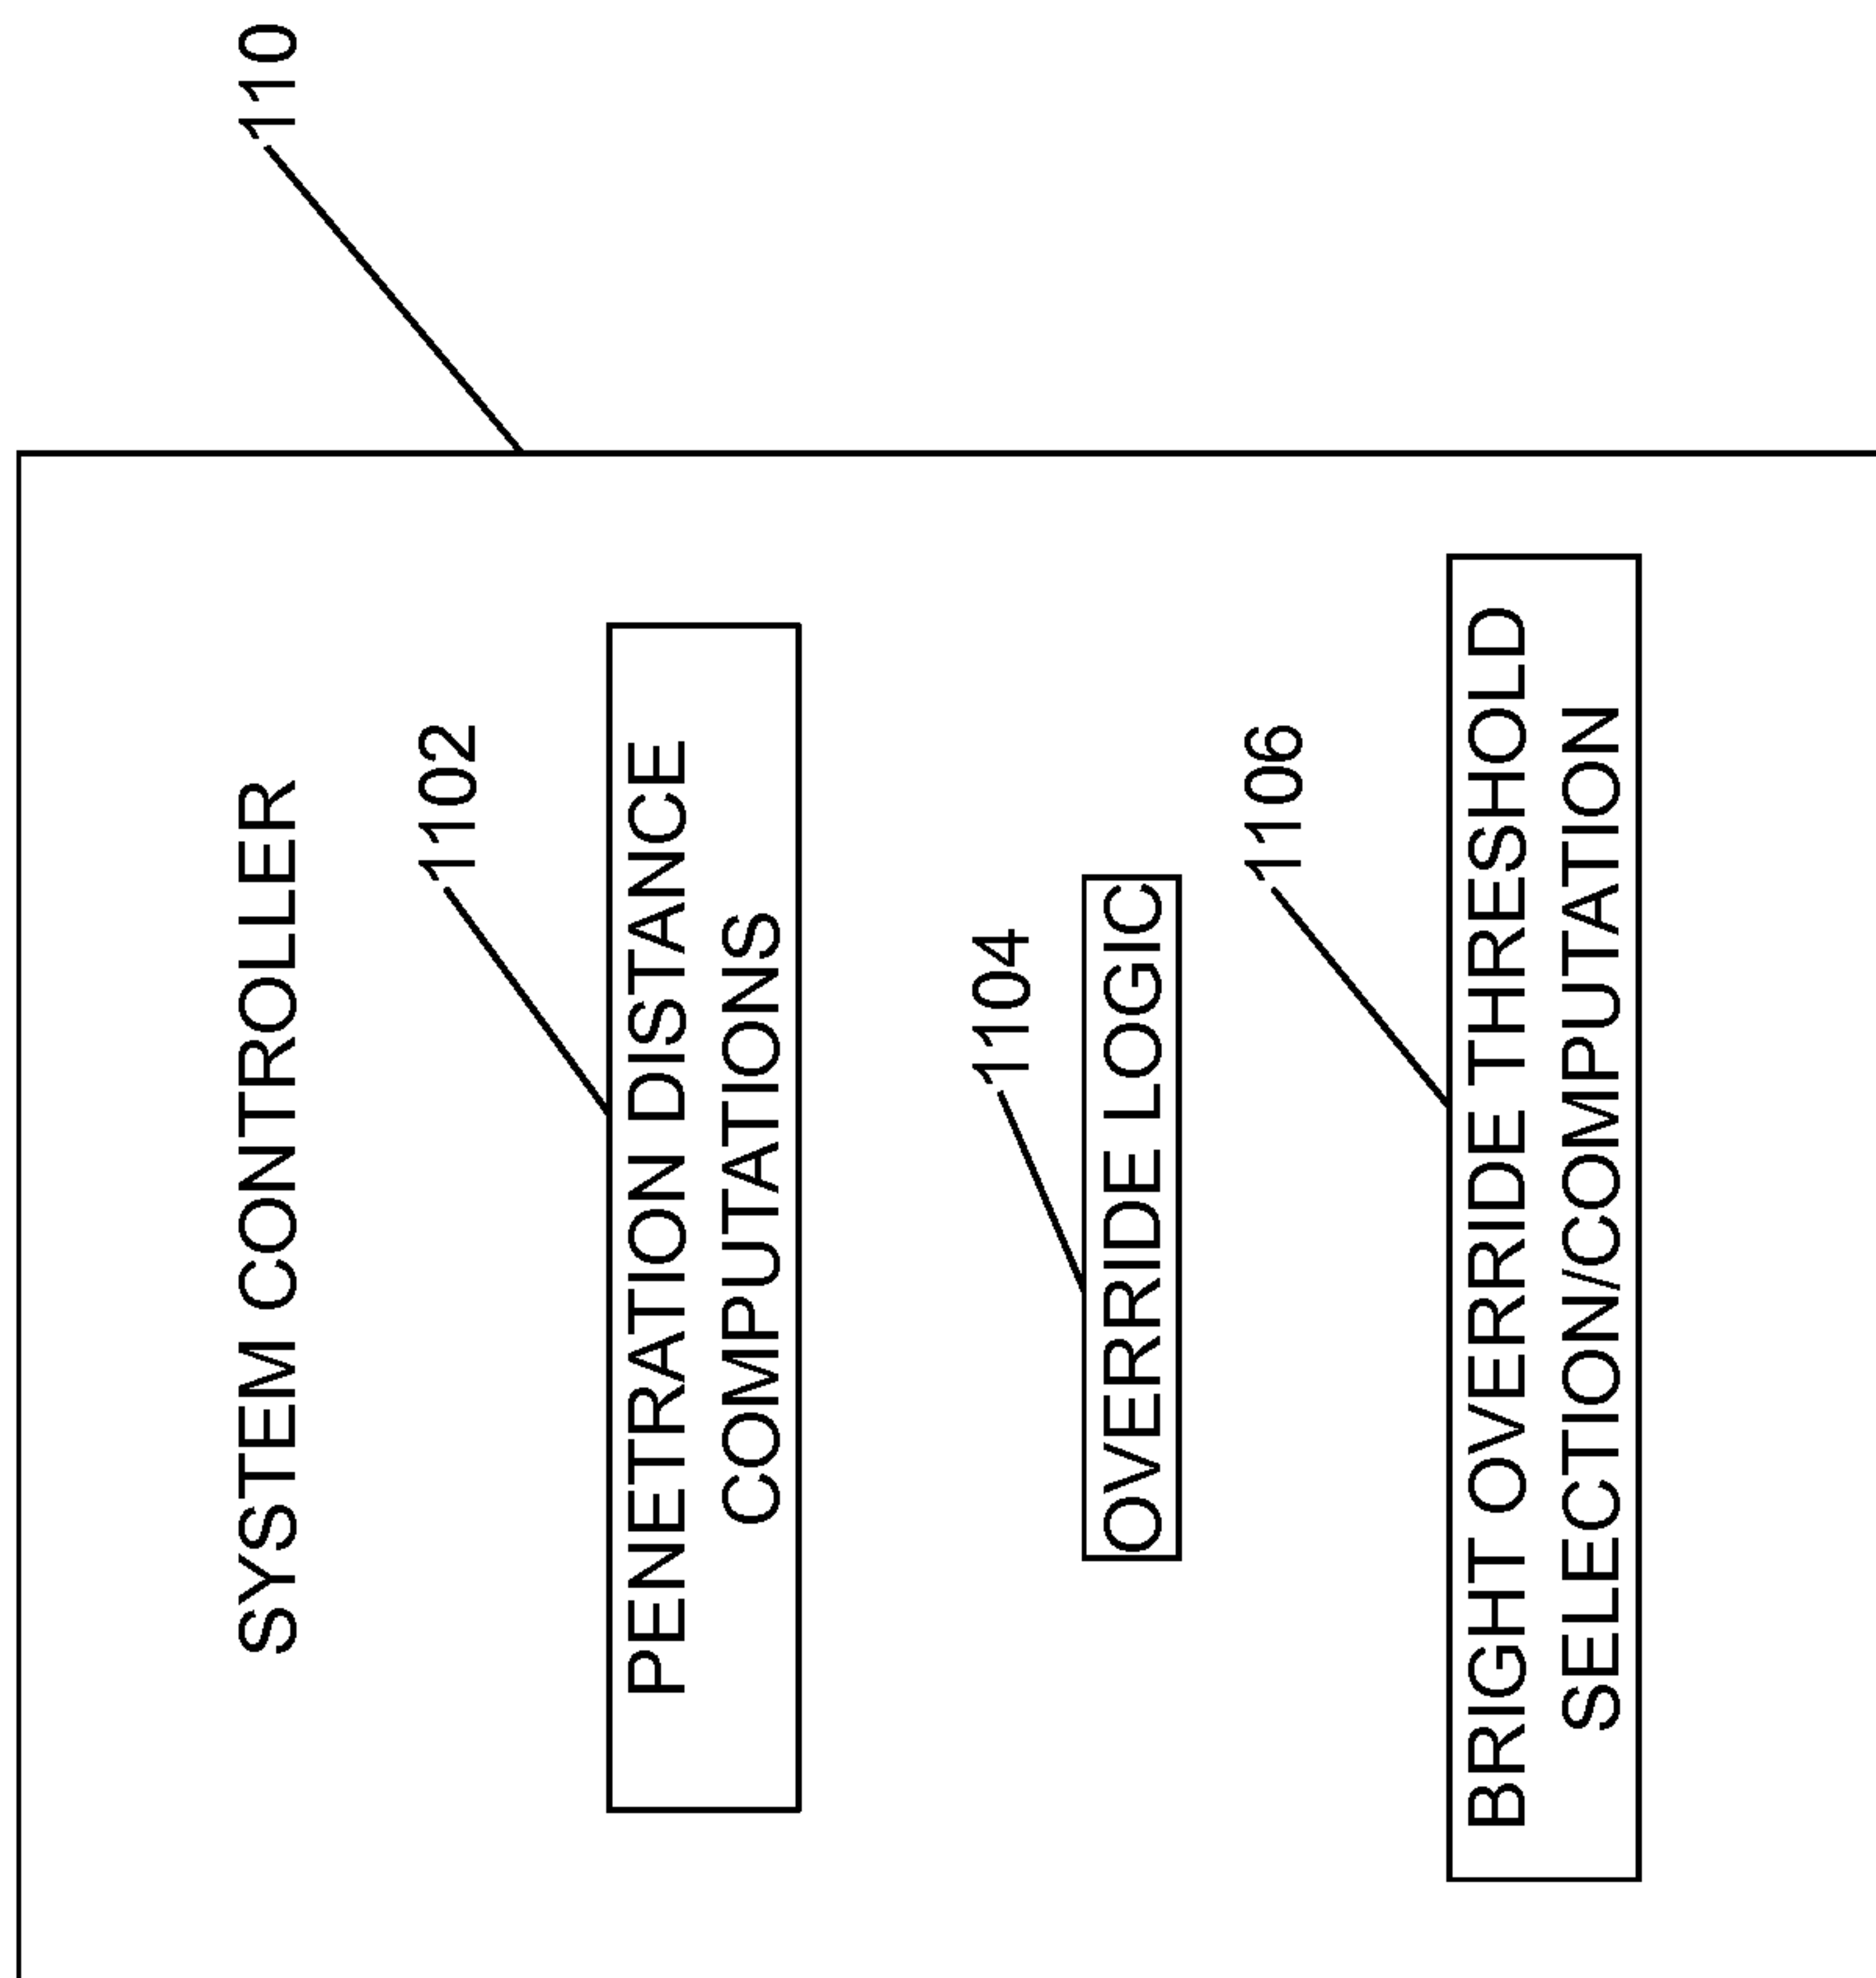 110
SYSTEM CONTROLLER
1102
PENETRATION DISTANCE
COMPUTATIONS
1104
OVERRIDE LOGIC
1106
BRIGHT OVERRIDE THRESHOLD
SELECTION/COMPUTATION